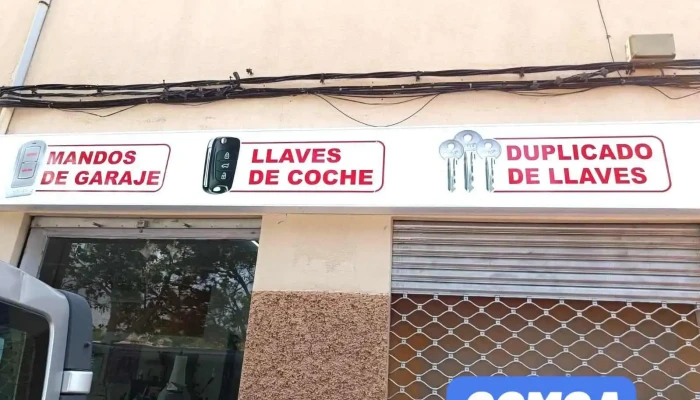 MANDOS
DE GARAJE
LLAVES
DE COCHE
DUPLICADO
DE LLAVES